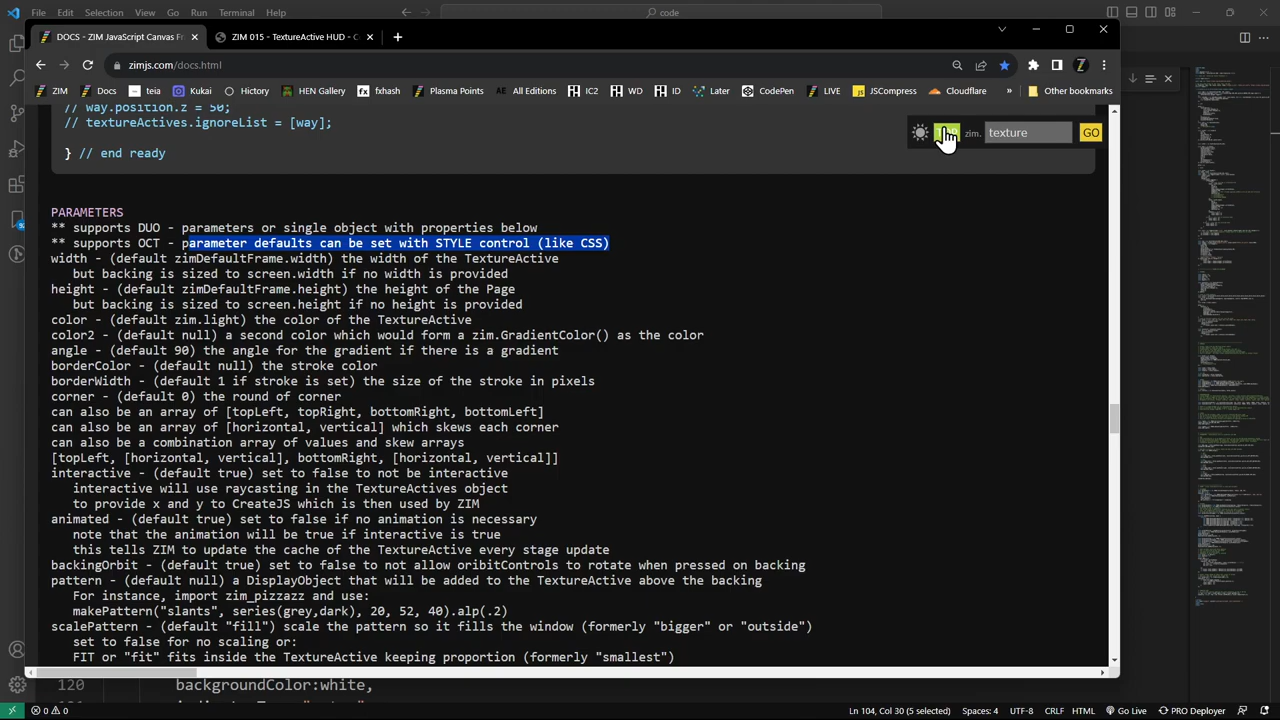 File Edit Selection View Go Run Terminal Help
code
DOCS - ZIM JavaScript Canvas Fr
ZIM 015 - TextureActive HUD - C
zimjs.com/docs.html
ZIM Docs teia Kukai Hictory HEN Gallery fxhash Plasma Points IC2 WD ID Later CodePen LIVE JSCompress » Other bookmarks
// way.position.z = 50;
// textureActives.ignoreList = [way];
zim. texture GO
} // end ready
PARAMETERS
** supports DUO - parameters or single object with properties below
** supports OCT - parameter defaults can be set with STYLE control (like CSS)
width - (default zimDefaultFrame.width) the width of the TextureActive
but backing is sized to screen.width if no width is provided
height - (default zimDefaultFrame.height) the height of the Page
but backing is sized to screen.height if no height is provided
color - (default zim.light) the color of the TextureActive
color2 - (default null) a second color which would form a zim.GradientColor() as the color
angle - (default 90) the angle for the gradient if there is a gradient
borderColor - (default null) the stroke color
borderWidth - (default 1 if stroke is set) the size of the stroke in pixels
corner - (default 0) the round of corner
can also be an array of [topLeft, topRight, bottomRight, bottomLeft]
can also be an array of [horizontal, vertical] which skews each corner
can also be a combination array of values and skew arrays
[topLeft, [horizontal, vertical], bottomRight, [horizontal, vertical]]
interactive - (default true) set to false to not be interactive
interactive will use raycasting in the TextureActives object
to provide x and y to CreateJS which is then used by ZIM
animated - (default true) set to false if no animation is necessary
note that the animation will be true if interactive is true
this tells ZIM to update the cache of the TextureActive every stage update
backingOrbit - (default true) set to false to not allow orbit controls to rotate when pressed on backing
pattern - (default null) a DisplayObject that will be added to the TextureActive above the backing
For instance, import zim_pizzazz and use:
makePattern("slants", series(grey,dark), 20, 52, 40).alp(.2)
scalePattern - (default "fill") scale the pattern so it fills the window (formerly "bigger" or "outside")
set to false for no scaling or:
FIT or "fit" fits inside the TextureActive keeping proportion (formerly "smallest")
120 backgroundColor:white,
0 0 Ln 104, Col 30 (5 selected) Spaces: 4 UTF-8 CRLF HTML Go Live PRO Deployer